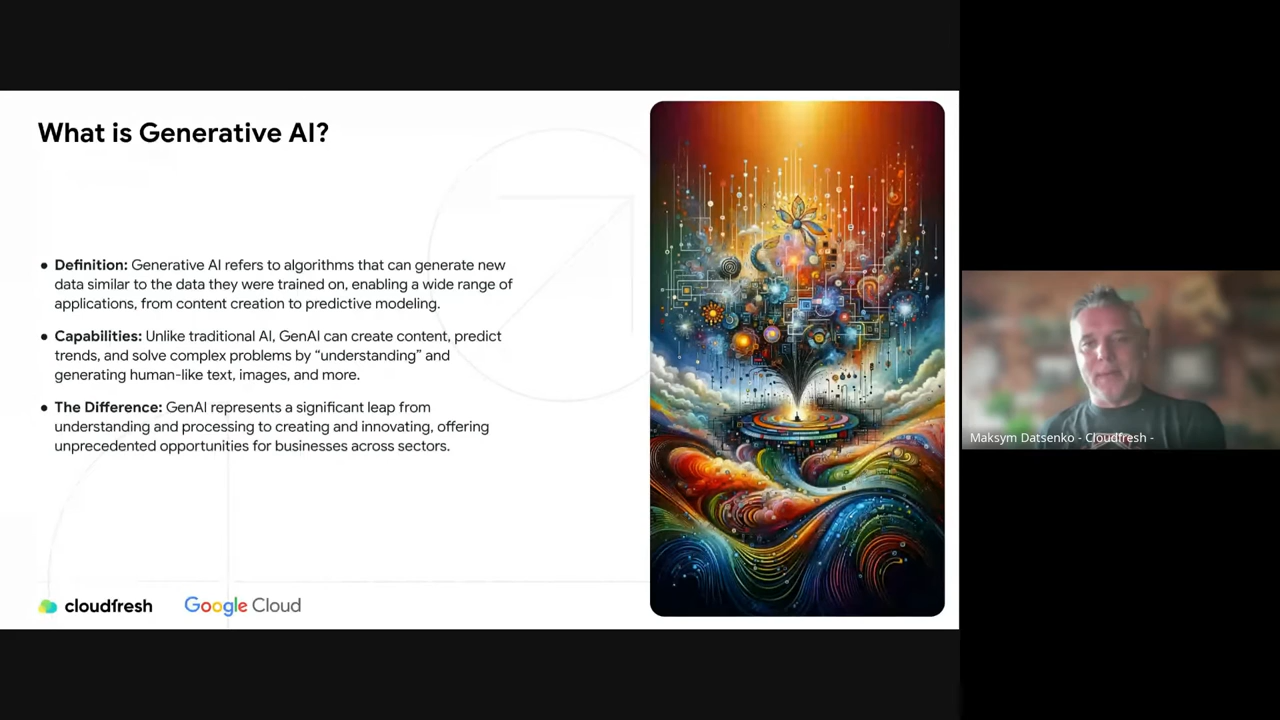 What is Generative AI?
● Definition: Generative AI refers to algorithms that can generate new
data similar to the data they were trained on, enabling a wide range of
applications, from content creation to predictive modeling.
● Capabilities: Unlike traditional AI, GenAI can create content, predict
trends, and solve complex problems by “understanding” and
generating human-like text, images, and more.
● The Difference: GenAI represents a significant leap from
understanding and processing to creating and innovating, offering
unprecedented opportunities for businesses across sectors.
cloudfresh
Google Cloud
Maksym Datsenko - Cloudfresh -